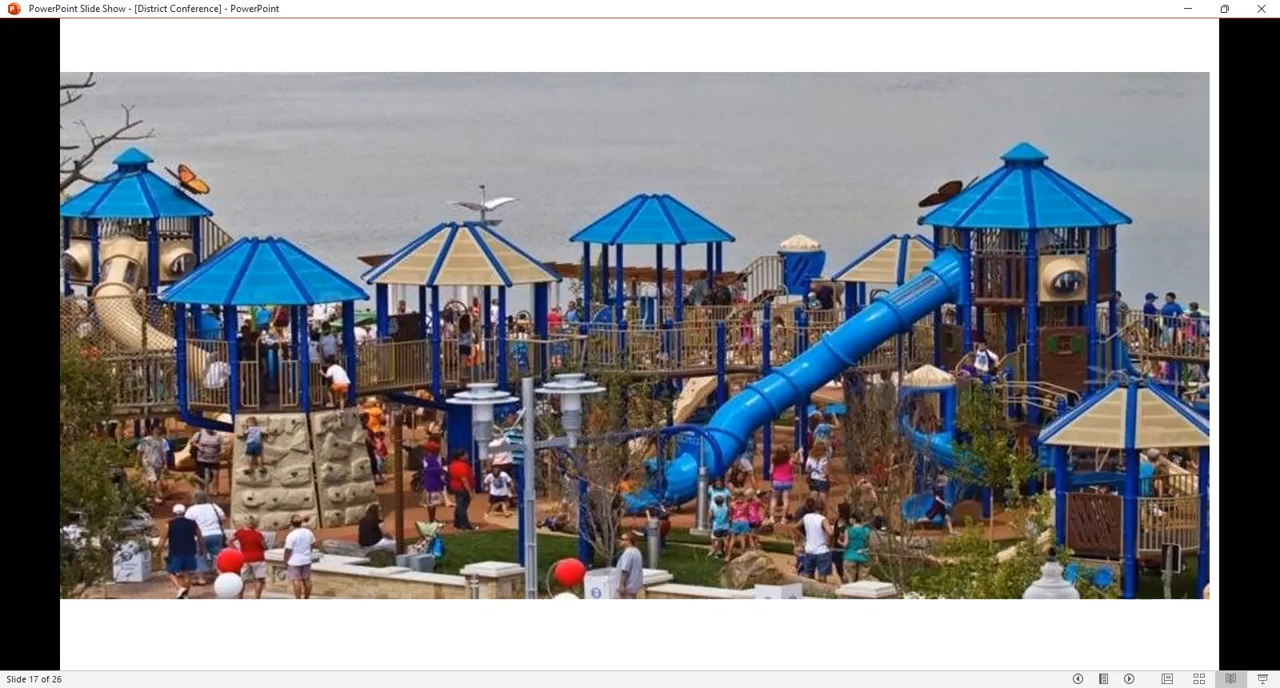 PowerPoint Slide Show - [District Conference] - PowerPoint
Slide 17 of 26